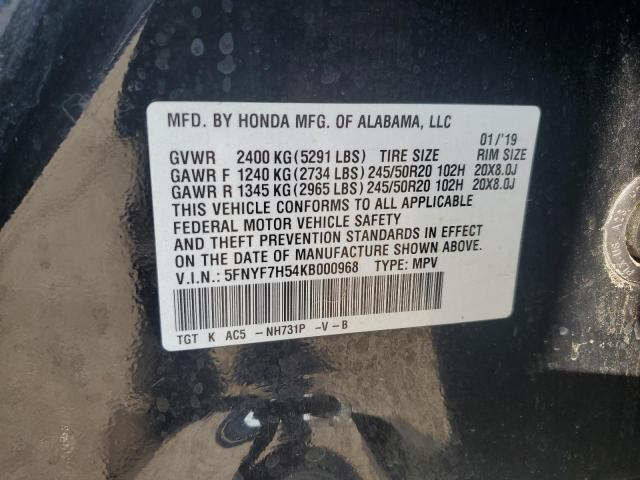 MFD. BY HONDA MFG. OF ALABAMA, LLC
01/'19
GVWR 2400 KG(5291 LBS) TIRE SIZE RIM SIZE
GAWR F 1240 KG(2734 LBS) 245/50R20 102H 20X8.0J
GAWR R 1345 KG(2965 LBS) 245/50R20 102H 20X8.0J
THIS VEHICLE CONFORMS TO ALL APPLICABLE
FEDERAL MOTOR VEHICLE SAFETY
AND THEFT PREVENTION STANDARDS IN EFFECT
ON THE DATE OF MANUFACTURE SHOWN ABOVE.
V.I.N.: 5FNYF7H54KB000968 TYPE: MPV
TGT K AC5 -NH731P -V-B